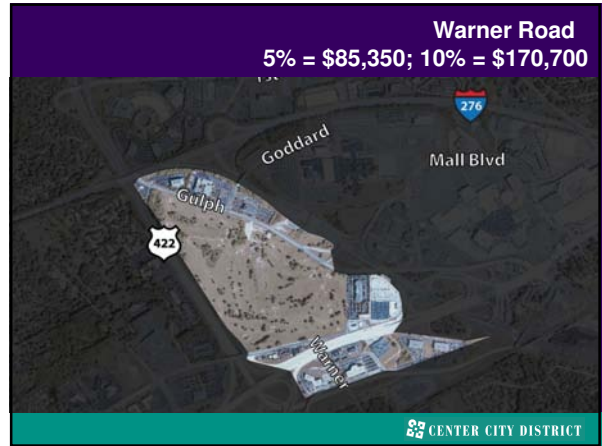 Warner Road
5% = $85,350; 10% = $170,700
276
Goddard
Mall Blvd
Gulph
422
Warner
CENTER CITY DISTRICT